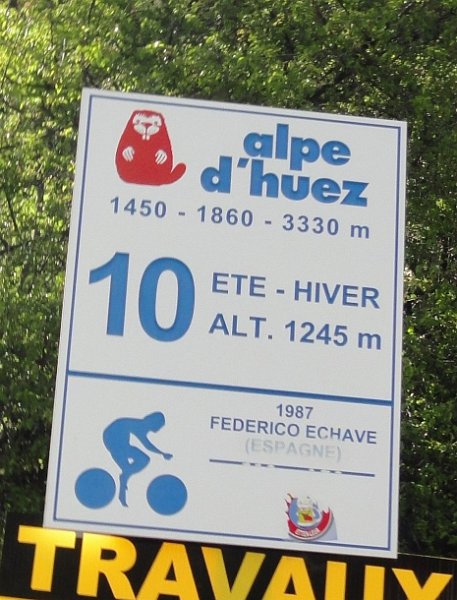 alpe
d'huez
1450 - 1860 - 3330 m
10
ETE - HIVER
ALT. 1245 m
1987
FEDERICO ECHAVE
(ESPAGNE)
TRAVAUX